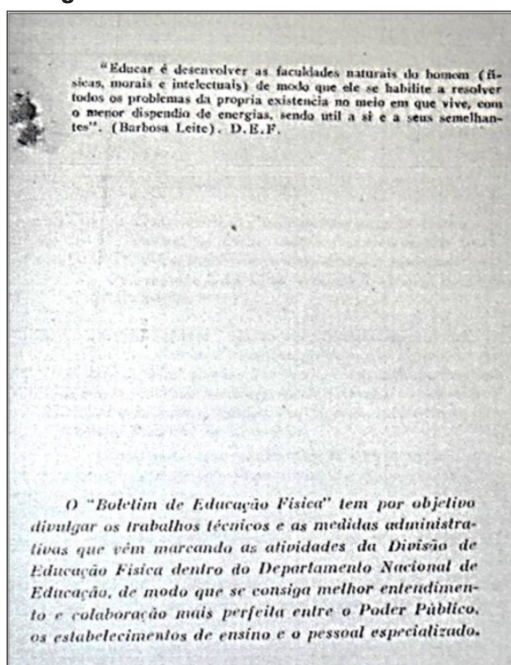 “Educar é desenvolver as faculdades naturais do homem (fí-
sicas, morais e intelectuais) de modo que ele se habilite a resolver
todos os problemas da propria existencia no meio em que vive, com
o menor dispendio de energias, sendo util a si e a seus semelhan-
tes”. (Barbosa Leite). D.E.F.
O “Boletim de Educação Física” tem por objetivo
divulgar os trabalhos técnicos e as medidas administra-
tivas que vêm marcando as atividades da Divisão de
Educação Física dentro do Departamento Nacional de
Educação, de modo que se consiga melhor entendimen-
to e colaboração mais perfeita entre o Poder Público,
os estabelecimentos de ensino e o pessoal especializado.